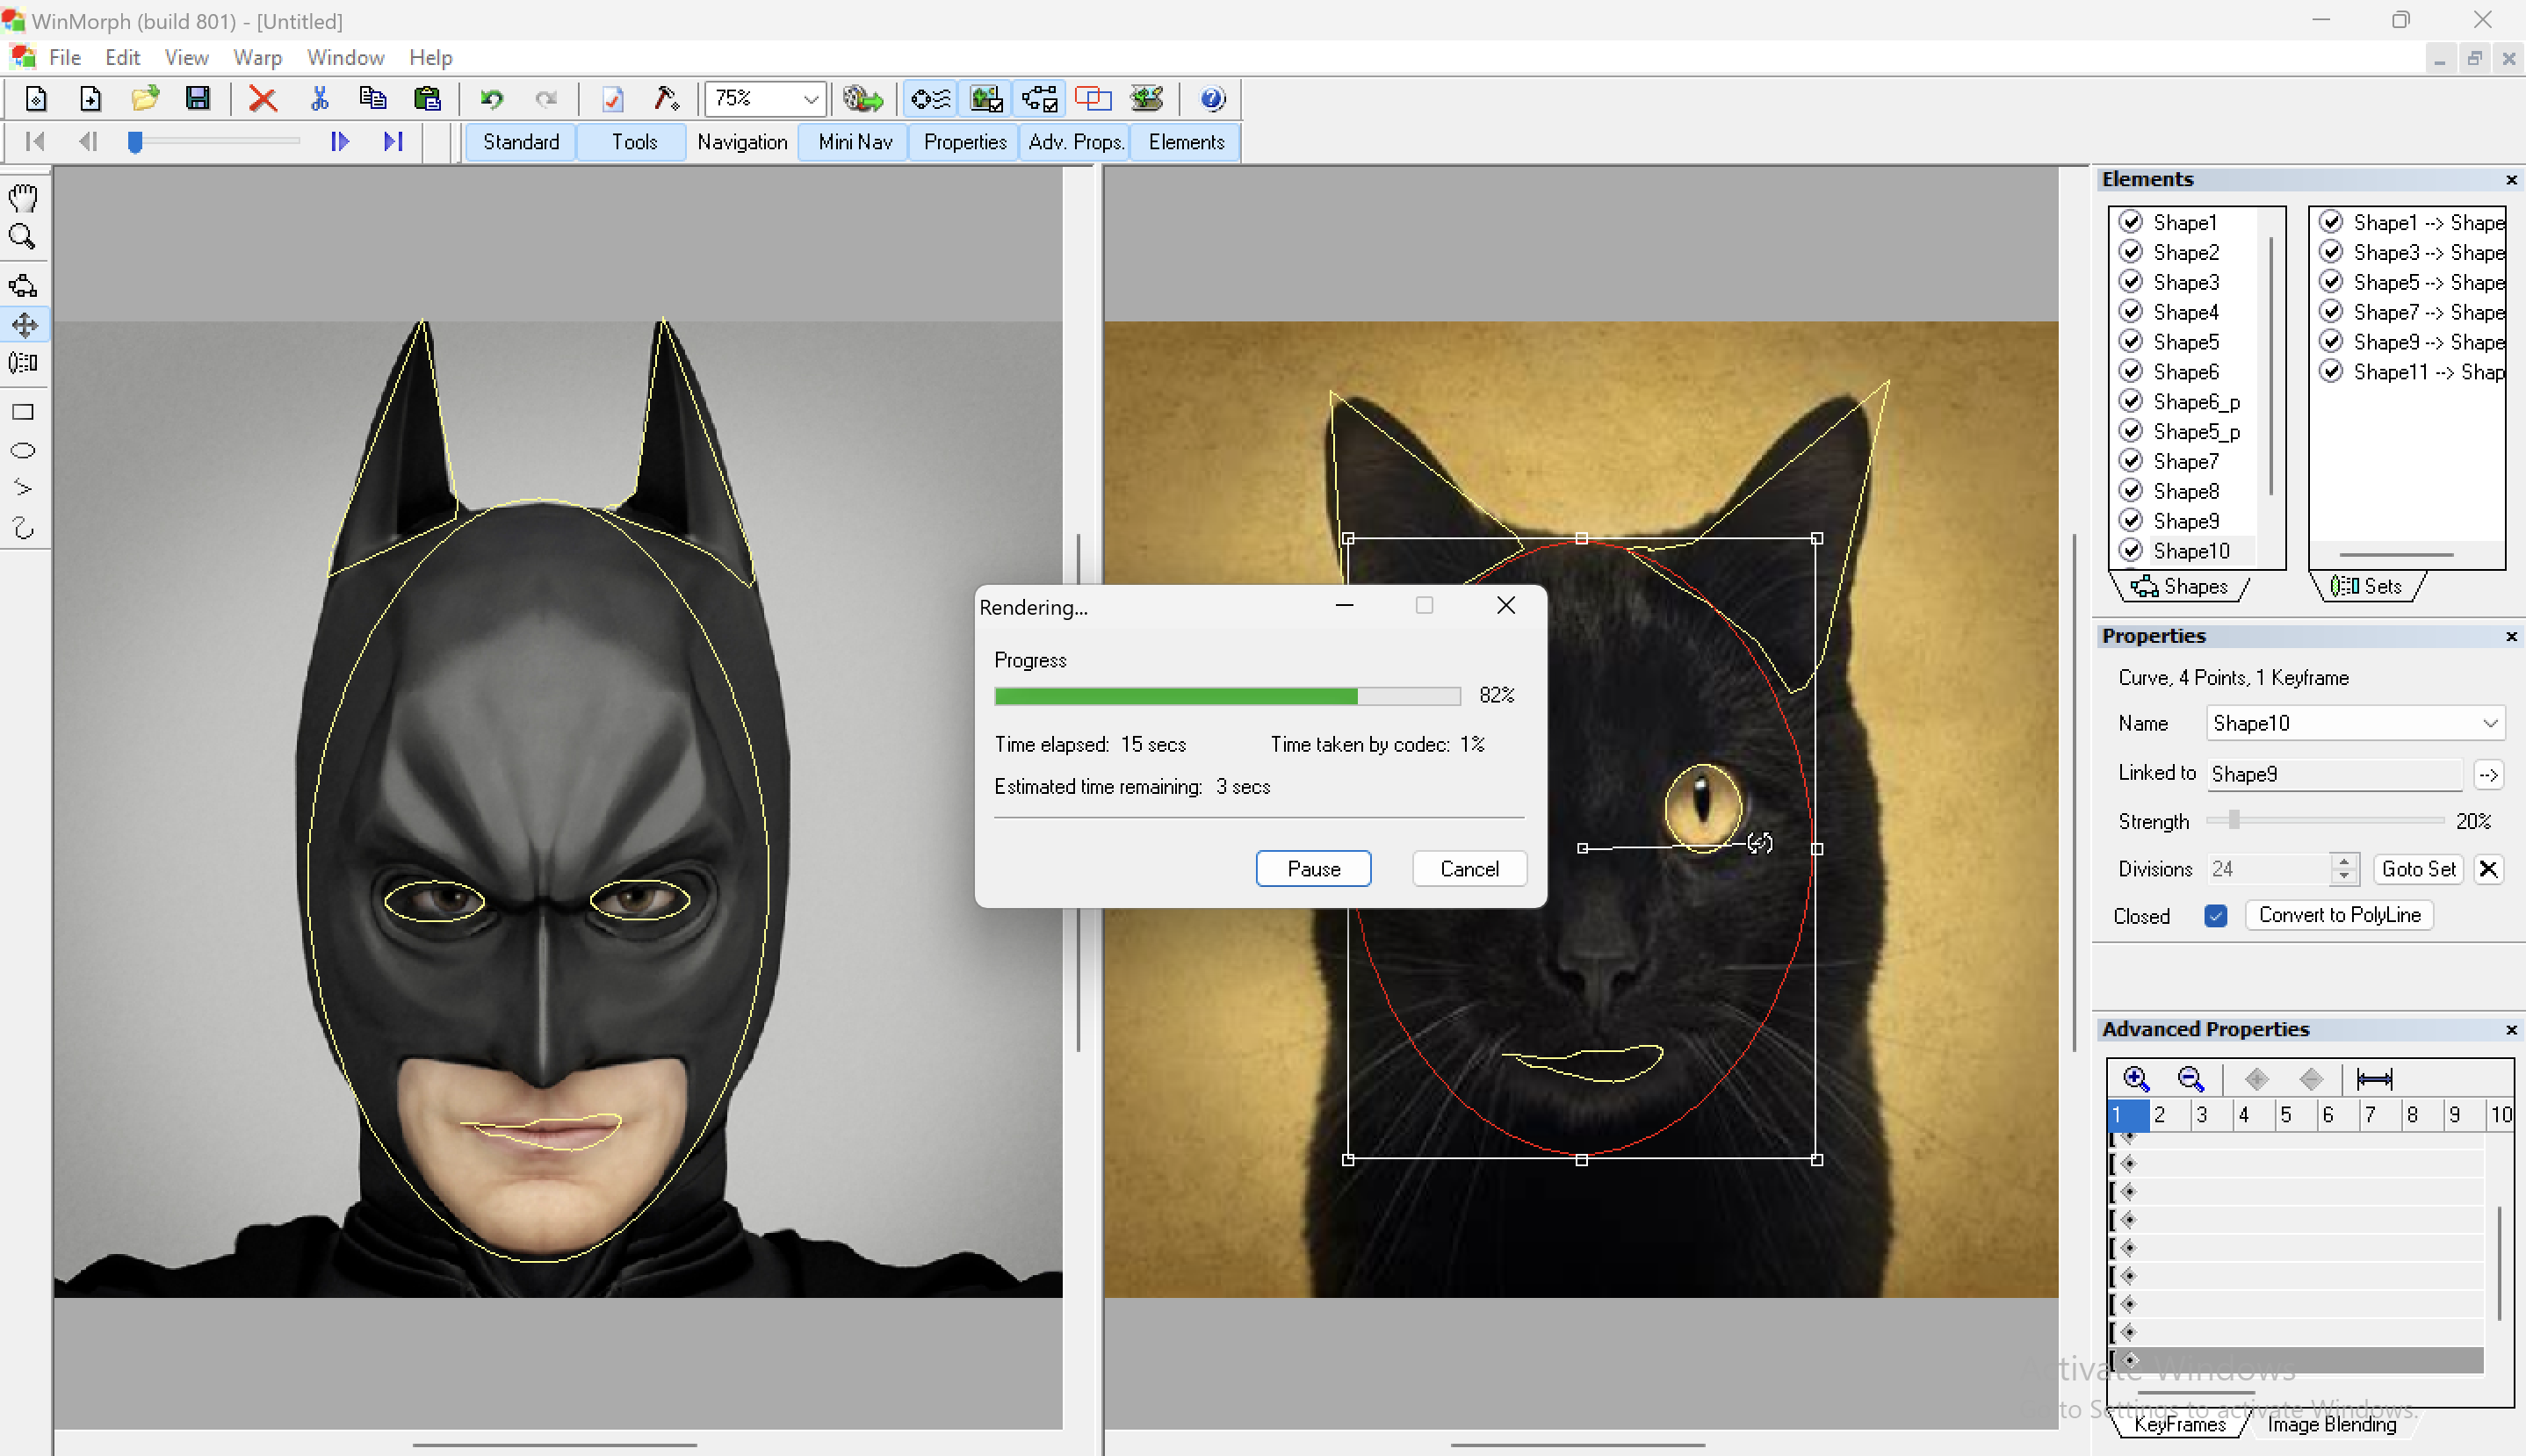 WinMorph (build 801) - [Untitled]
File Edit View Warp Window Help
75%
Standard Tools Navigation Mini Nav Properties Adv. Props. Elements
Elements
Shape1
Shape2
Shape3
Shape4
Shape5
Shape6
Shape6_p
Shape5_p
Shape7
Shape8
Shape9
Shape10
Shapes
Shape1 --> Shape
Shape3 --> Shape
Shape5 --> Shape
Shape7 --> Shape
Shape9 --> Shape
Shape11 --> Shap
Sets
Rendering...
Progress
82%
Time elapsed: 15 secs Time taken by codec: 1%
Estimated time remaining: 3 secs
Pause Cancel
Properties
Curve, 4 Points, 1 Keyframe
Name Shape10
Linked to Shape9 -->
Strength 20%
Divisions 24 Goto Set
Closed Convert to PolyLine
Advanced Properties
1 2 3 4 5 6 7 8 9 10
Activate Windows
Go to Settings to activate Windows.
KeyFrames Image Blending